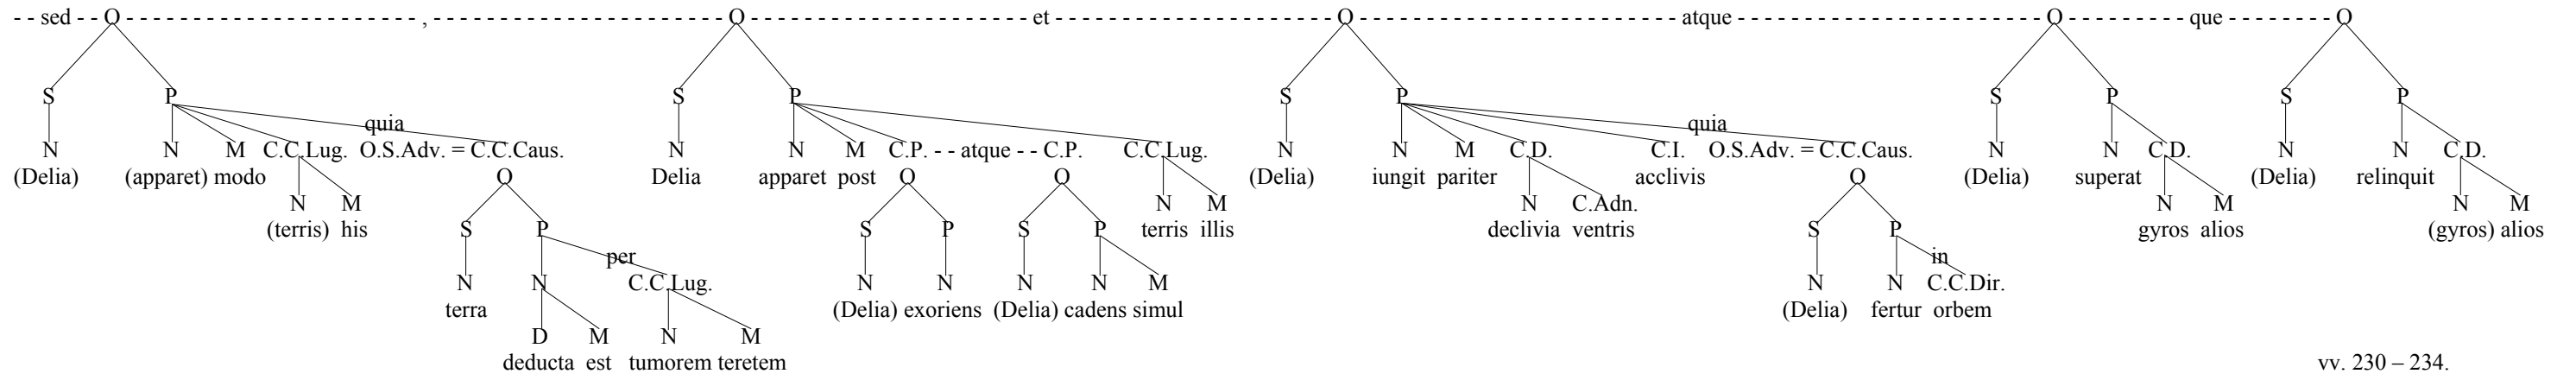 sed O , O et O atque O que O
S P S P S P S P S P
quia quia
N N M C.C.Lug. O.S.Adv. = C.C.Caus. N N M C.P. - - atque - - C.P. C.C.Lug. N N M C.D. C.I. O.S.Adv. = C.C.Caus. N N C.D. N N C.D.
(Delia) (apparet) modo O Delia apparet post O O (Delia) iungit pariter acclivis O (Delia) superat (Delia) relinquit
N M N M N C.Adn. N M N M
(terris) his S P S P S P terris illis declivia ventris S P gyros alios (gyros) alios
per in
N N C.C.Lug. N N N N M N N C.C.Dir.
terra (Delia) exoriens (Delia) cadens simul (Delia) fertur orbem
D M N M
deducta est tumorem teretem vv. 230 – 234.